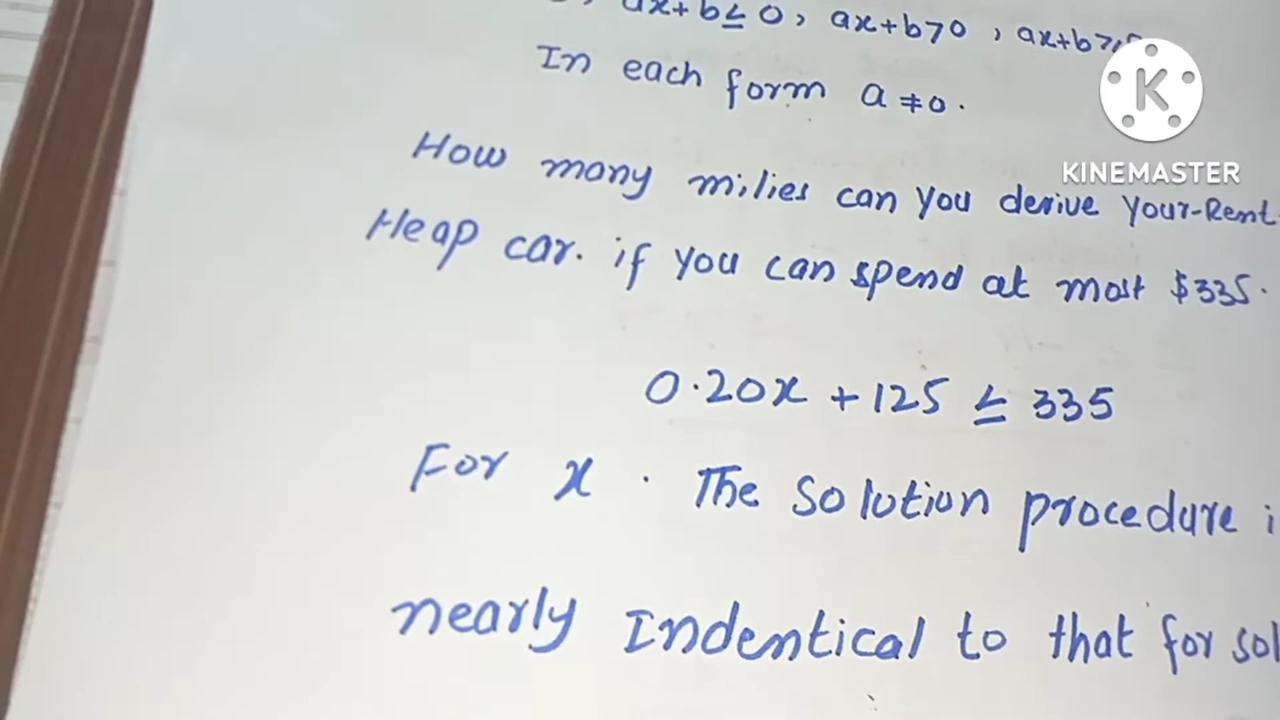 ax+b≤0, ax+b>0, ax+b≥0
In each form a≠0.
How many milies can you derive your-Rent
Heap car. if you can spend at most $335.
0.20x + 125 ≤ 335
For x. The solution procedure i
nearly Indentical to that for sol
K
KINEMASTER